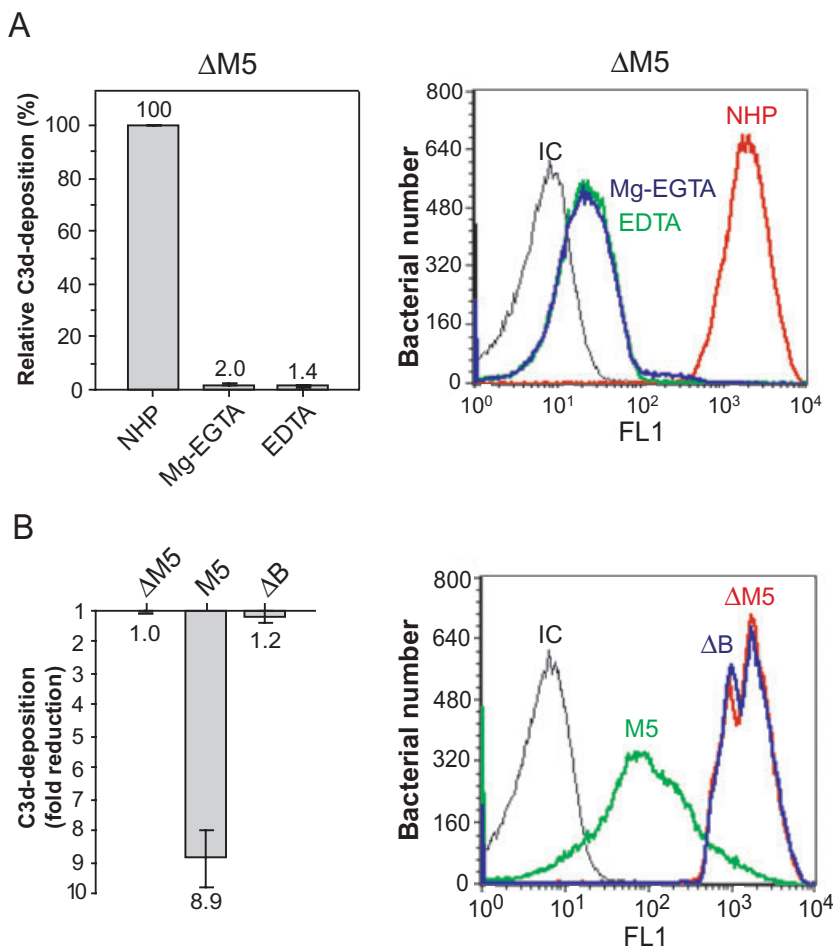 A
ΔM5
Relative C3d-deposition (%)
100
80
60
40
20
0
100
2.0
1.4
NHP
Mg-EGTA
EDTA
ΔM5
Bacterial number
800
640
480
320
160
0
IC
NHP
Mg-EGTA
EDTA
10⁰ 10¹ 10² 10³ 10⁴
FL1
B
ΔM5 M5 ΔB
C3d-deposition
(fold reduction)
1
2
3
4
5
6
7
8
9
10
1.0
8.9
1.2
Bacterial number
800
640
480
320
160
0
IC
M5
ΔB
ΔM5
10⁰ 10¹ 10² 10³ 10⁴
FL1